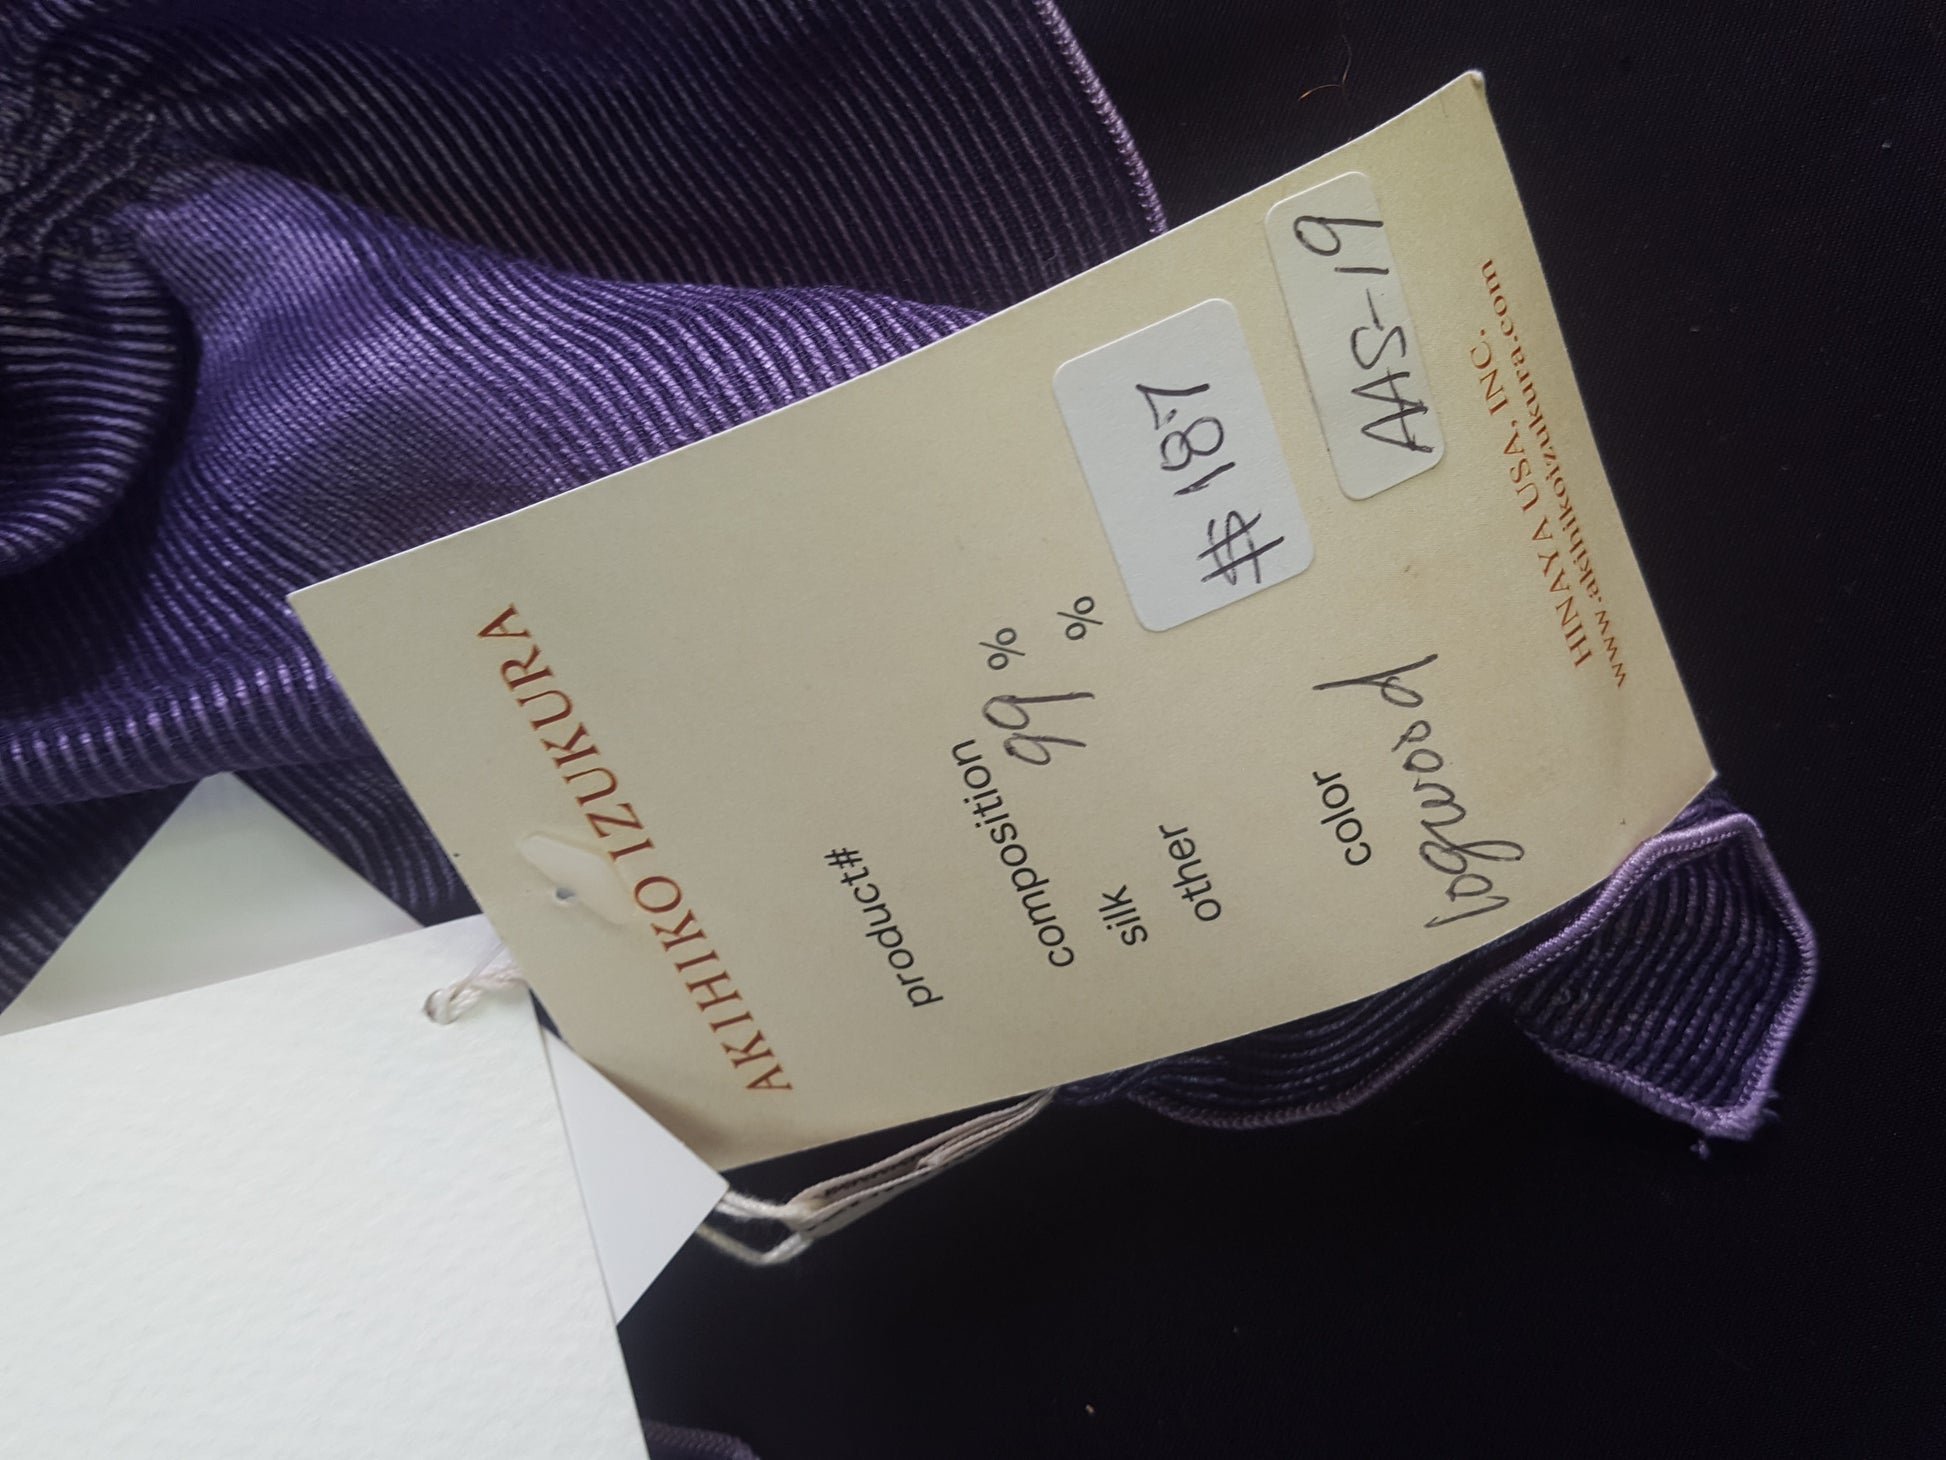 AKIHIKO IZUKURA
product#
composition
silk 99 %
other %
$187
color
logwood
AAS-19
HINAYA USA, INC.
www.akihikoizukura.com